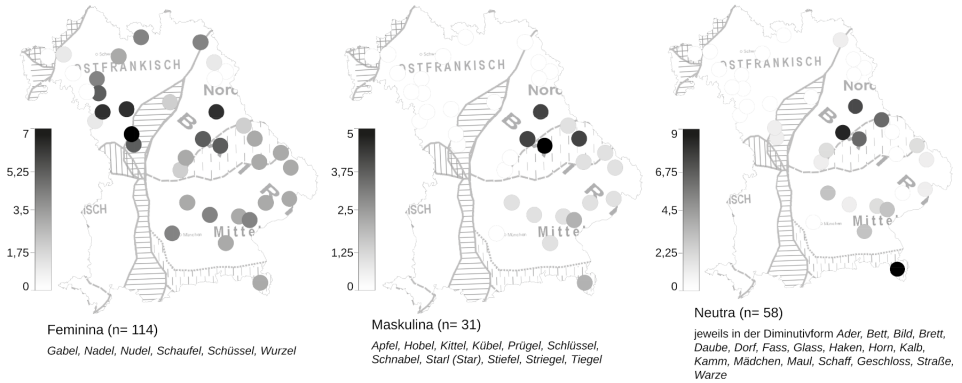 OSTFRÄNKISCH
Nord
B
A
I
R
Mitte
ISCH
7
5,25
3,5
1,75
0
Feminina (n= 114)
Gabel, Nadel, Nudel, Schaufel, Schüssel, Wurzel
OSTFRÄNKISCH
Nord
B
I
R
Mitte
ISCH
5
3,75
2,5
1,25
0
Maskulina (n= 31)
Apfel, Hobel, Kittel, Kübel, Prügel, Schlüssel,
Schnabel, Starl (Star), Stiefel, Striegel, Tiegel
OSTFRÄNKISCH
Nord
B
I
R
Mitte
ISCH
9
6,75
4,5
2,25
0
Neutra (n= 58)
jeweils in der Diminutivform Ader, Bett, Bild, Brett,
Daube, Dorf, Fass, Glass, Haken, Horn, Kalb,
Kamm, Mädchen, Maul, Schaff, Geschloss, Straße,
Warze